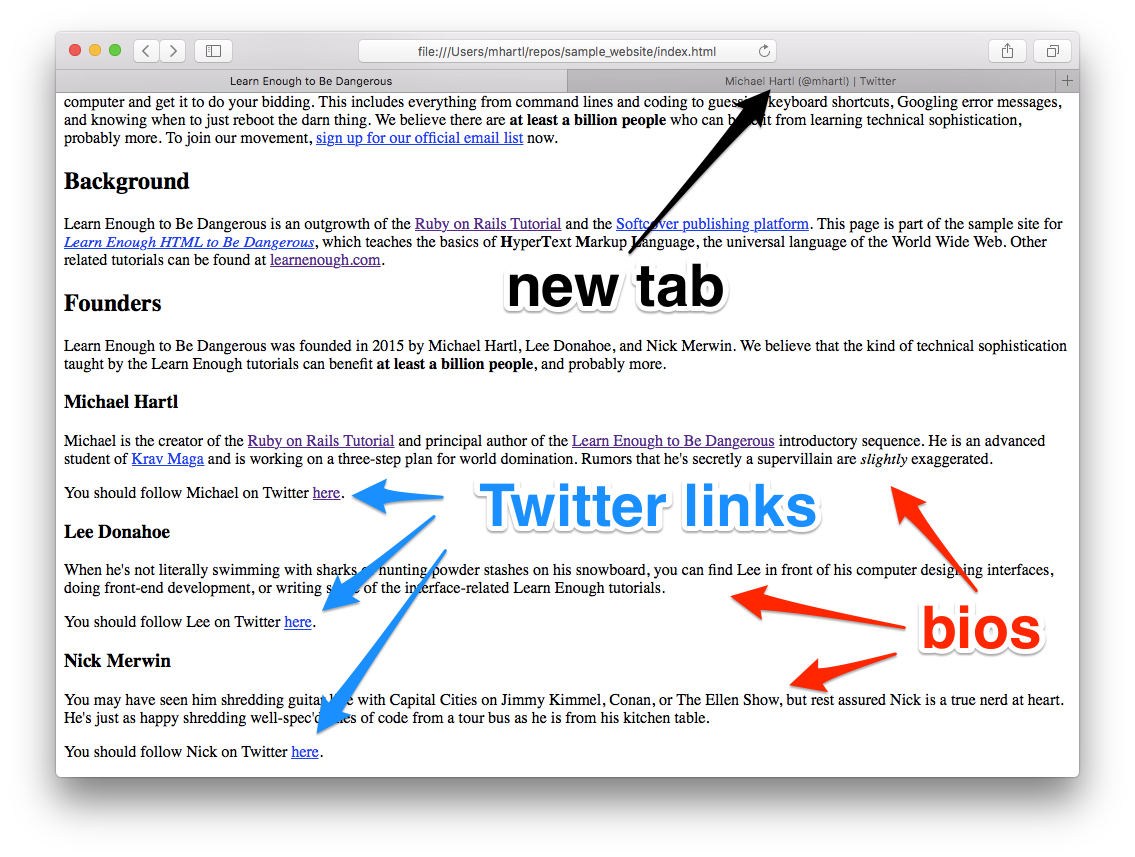 file:///Users/mhartl/repos/sample_website/index.html
Learn Enough to Be Dangerous
Michael Hartl (@mhartl) | Twitter
computer and get it to do your bidding. This includes everything from command lines and coding to keyboard shortcuts, Googling error messages,
and knowing when to just reboot the darn thing. We believe there are at least a billion people who can from learning technical sophistication,
probably more. To join our movement, sign up for our official email list now.
Background
Learn Enough to Be Dangerous is an outgrowth of the Ruby on Rails Tutorial and the Softcover publishing platform. This page is part of the sample site for
Learn Enough HTML to Be Dangerous, which teaches the basics of HyperText Markup Language, the universal language of the World Wide Web. Other
related tutorials can be found at learnenough.com.
new tab
Founders
Learn Enough to Be Dangerous was founded in 2015 by Michael Hartl, Lee Donahoe, and Nick Merwin. We believe that the kind of technical sophistication
taught by the Learn Enough tutorials can benefit at least a billion people, and probably more.
Michael Hartl
Michael is the creator of the Ruby on Rails Tutorial and principal author of the Learn Enough to Be Dangerous introductory sequence. He is an advanced
student of Krav Maga and is working on a three-step plan for world domination. Rumors that he's secretly a supervillain are slightly exaggerated.
You should follow Michael on Twitter here.
Twitter links
Lee Donahoe
When he's not literally swimming with sharks hunting powder stashes on his snowboard, you can find Lee in front of his computer designing interfaces,
doing front-end development, or writing of the interface-related Learn Enough tutorials.
You should follow Lee on Twitter here.
bios
Nick Merwin
You may have seen him shredding guitar with Capital Cities on Jimmy Kimmel, Conan, or The Ellen Show, but rest assured Nick is a true nerd at heart.
He's just as happy shredding well-spec'd of code from a tour bus as he is from his kitchen table.
You should follow Nick on Twitter here.